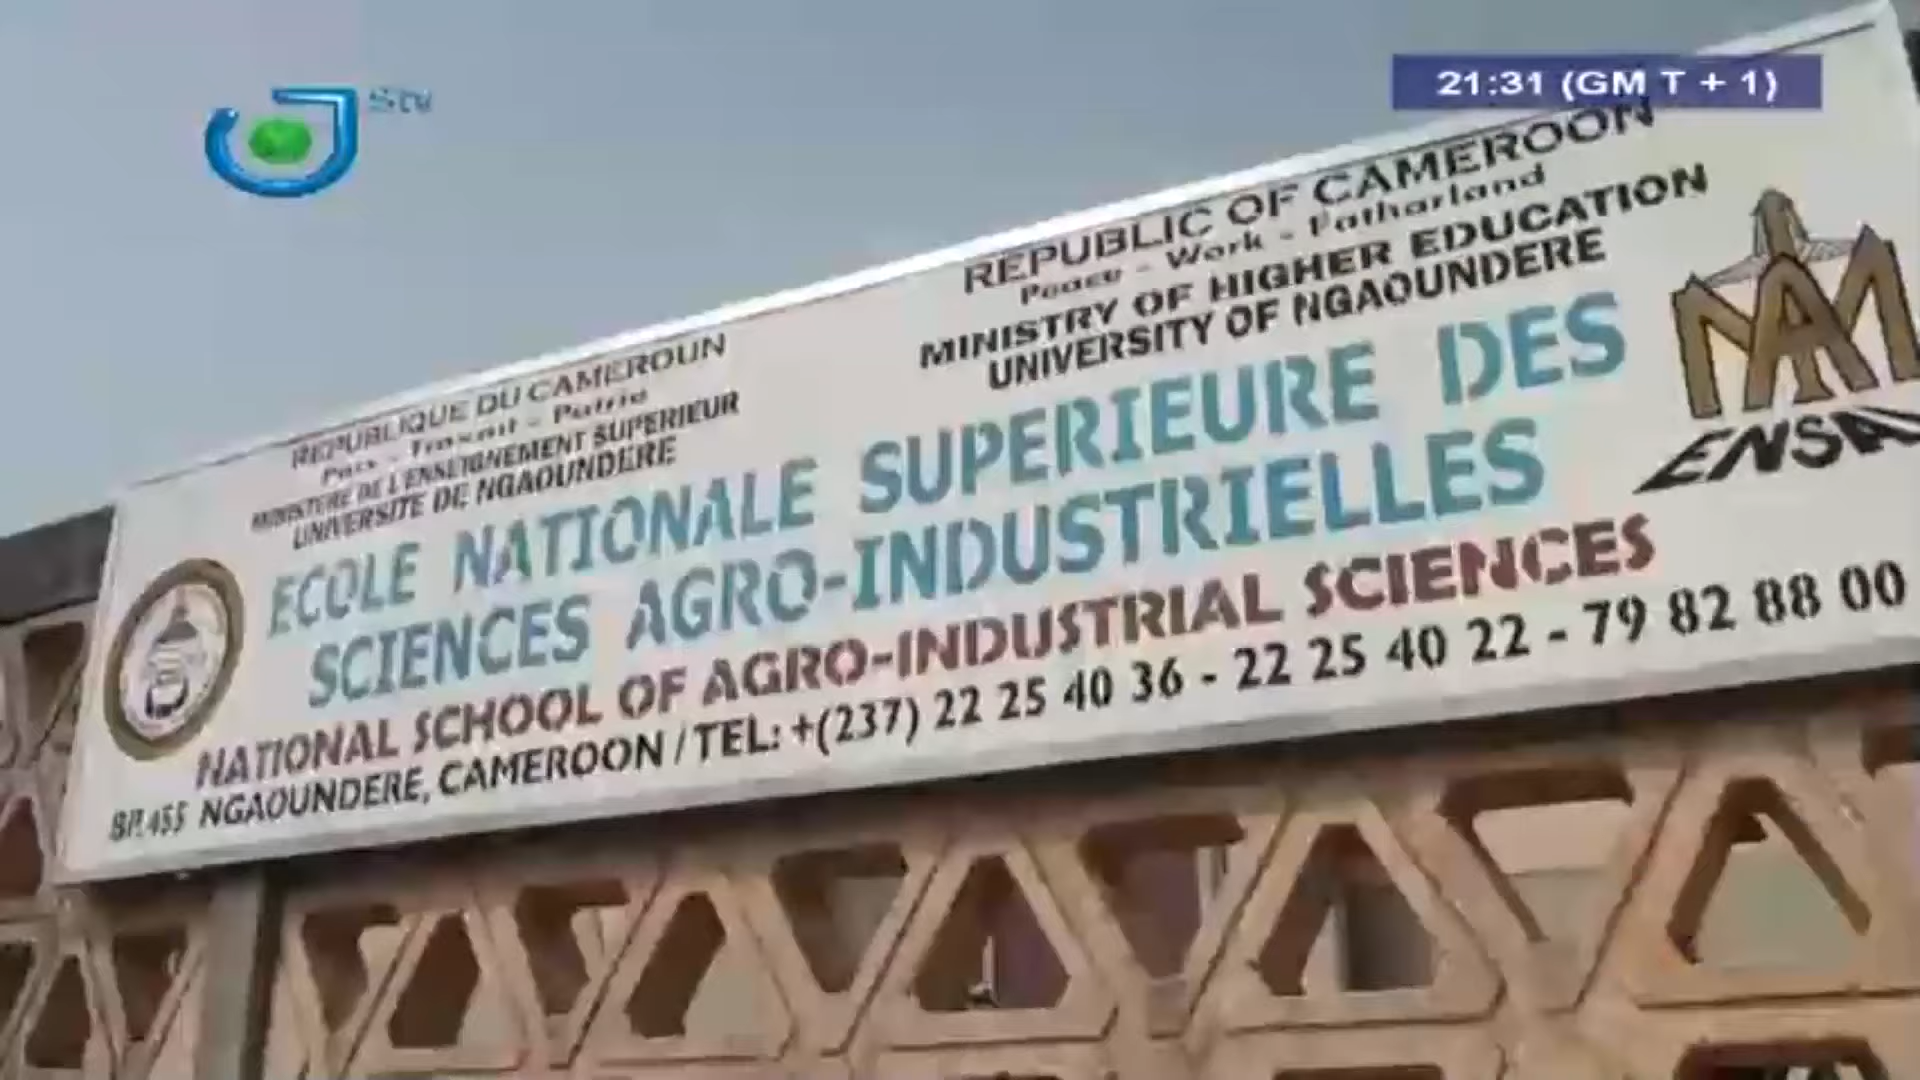 Stv
21:31 (GMT + 1)
REPUBLIQUE DU CAMEROUN
Paix - Travail - Patrie
MINISTERE DE L'ENSEIGNEMENT SUPERIEUR
UNIVERSITE DE NGAOUNDERE
REPUBLIC OF CAMEROON
Peace - Work - Fatharland
MINISTRY OF HIGHER EDUCATION
UNIVERSITY OF NGAOUNDERE
ECOLE NATIONALE SUPERIEURE DES
SCIENCES AGRO-INDUSTRIELLES
NATIONAL SCHOOL OF AGRO-INDUSTRIAL SCIENCES
BP.455 NGAOUNDERE, CAMEROON / TEL: +(237) 22 25 40 36 - 22 25 40 22 - 79 82 88 00